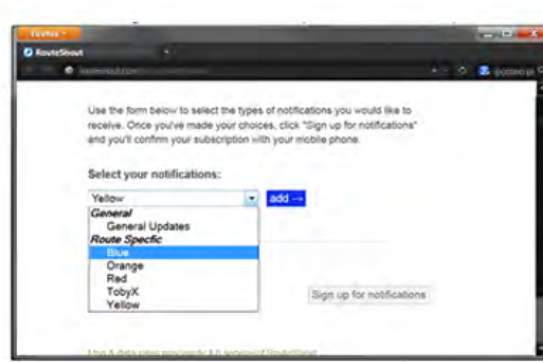 Firefox
RouteShout
Use the form below to select the types of notifications you would like to
receive. Once you've made your choices, click "Sign up for notifications"
and you'll confirm your subscription with your mobile phone.
Select your notifications:
Yellow
add →
General
General Updates
Route Specfic
Blue
Orange
Red
TobyX
Yellow
Sign up for notifications